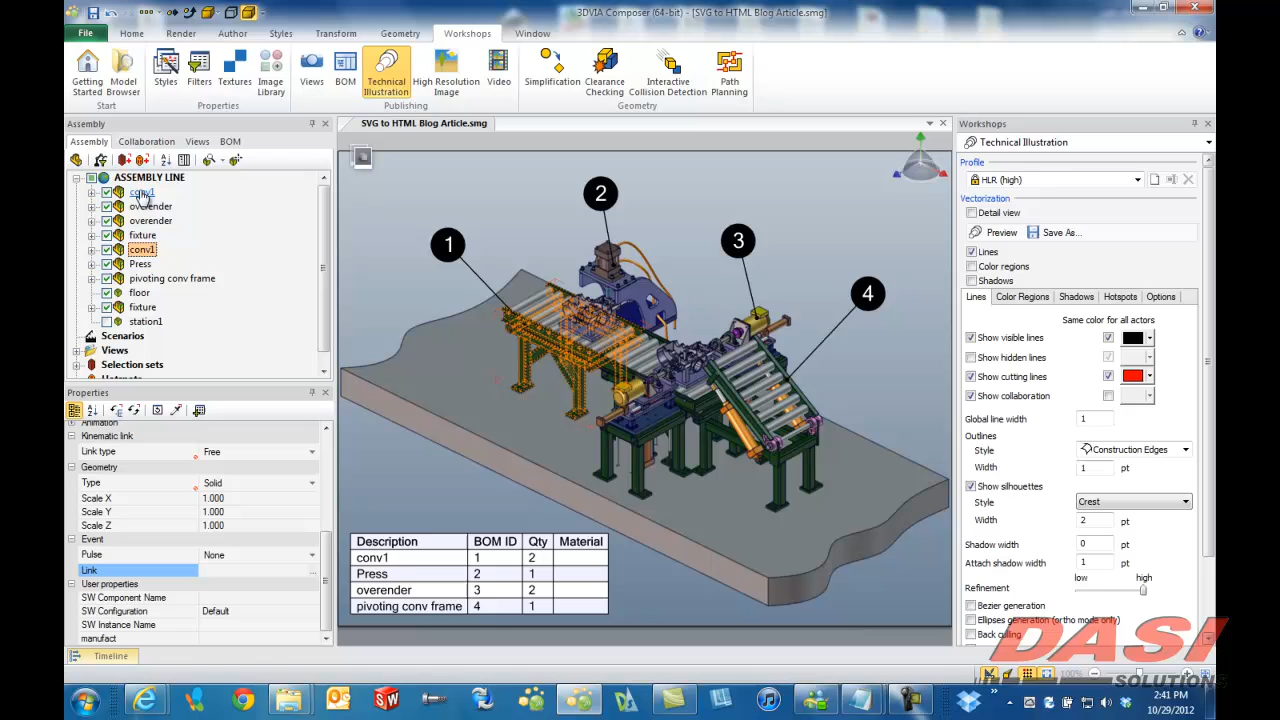 3DVIA Composer (64-bit) - [SVG to HTML Blog Article.smg]
File Home Render Author Styles Transform Geometry Workshops Window
Getting Started
Model Browser
Styles
Filters
Textures
Image Library
Views
BOM
Technical Illustration
High Resolution Image
Video
Simplification
Clearance Checking
Interactive Collision Detection
Path Planning
Start
Properties
Publishing
Geometry
Assembly
Assembly Collaboration Views BOM
ASSEMBLY LINE
conv1
overender
overender
fixture
conv1
Press
pivoting conv frame
floor
fixture
station1
Scenarios
Views
Selection sets
Properties
Animation
Kinematic link
Link type Free
Geometry
Type Solid
Scale X 1.000
Scale Y 1.000
Scale Z 1.000
Event
Pulse None
Link ...
User properties
SW Component Name
SW Configuration Default
SW Instance Name
manufact
Timeline
SVG to HTML Blog Article.smg
1
2
3
4
Description BOM ID Qty Material
conv1 1 2
Press 2 1
overender 3 2
pivoting conv frame 4 1
Workshops
Technical Illustration
Profile
HLR (high)
Vectorization
Detail view
Preview Save As...
Lines
Color regions
Shadows
Lines Color Regions Shadows Hotspots Options
Same color for all actors
Show visible lines
Show hidden lines
Show cutting lines
Show collaboration
Global line width 1
Outlines
Style Construction Edges
Width 1 pt
Show silhouettes
Style Crest
Width 2 pt
Shadow width 0 pt
Attach shadow width 1 pt
low high
Refinement
Bezier generation
Ellipses generation (ortho mode only)
Back culling
100%
DASI
SOLUTIONS
2:41 PM
10/29/2012